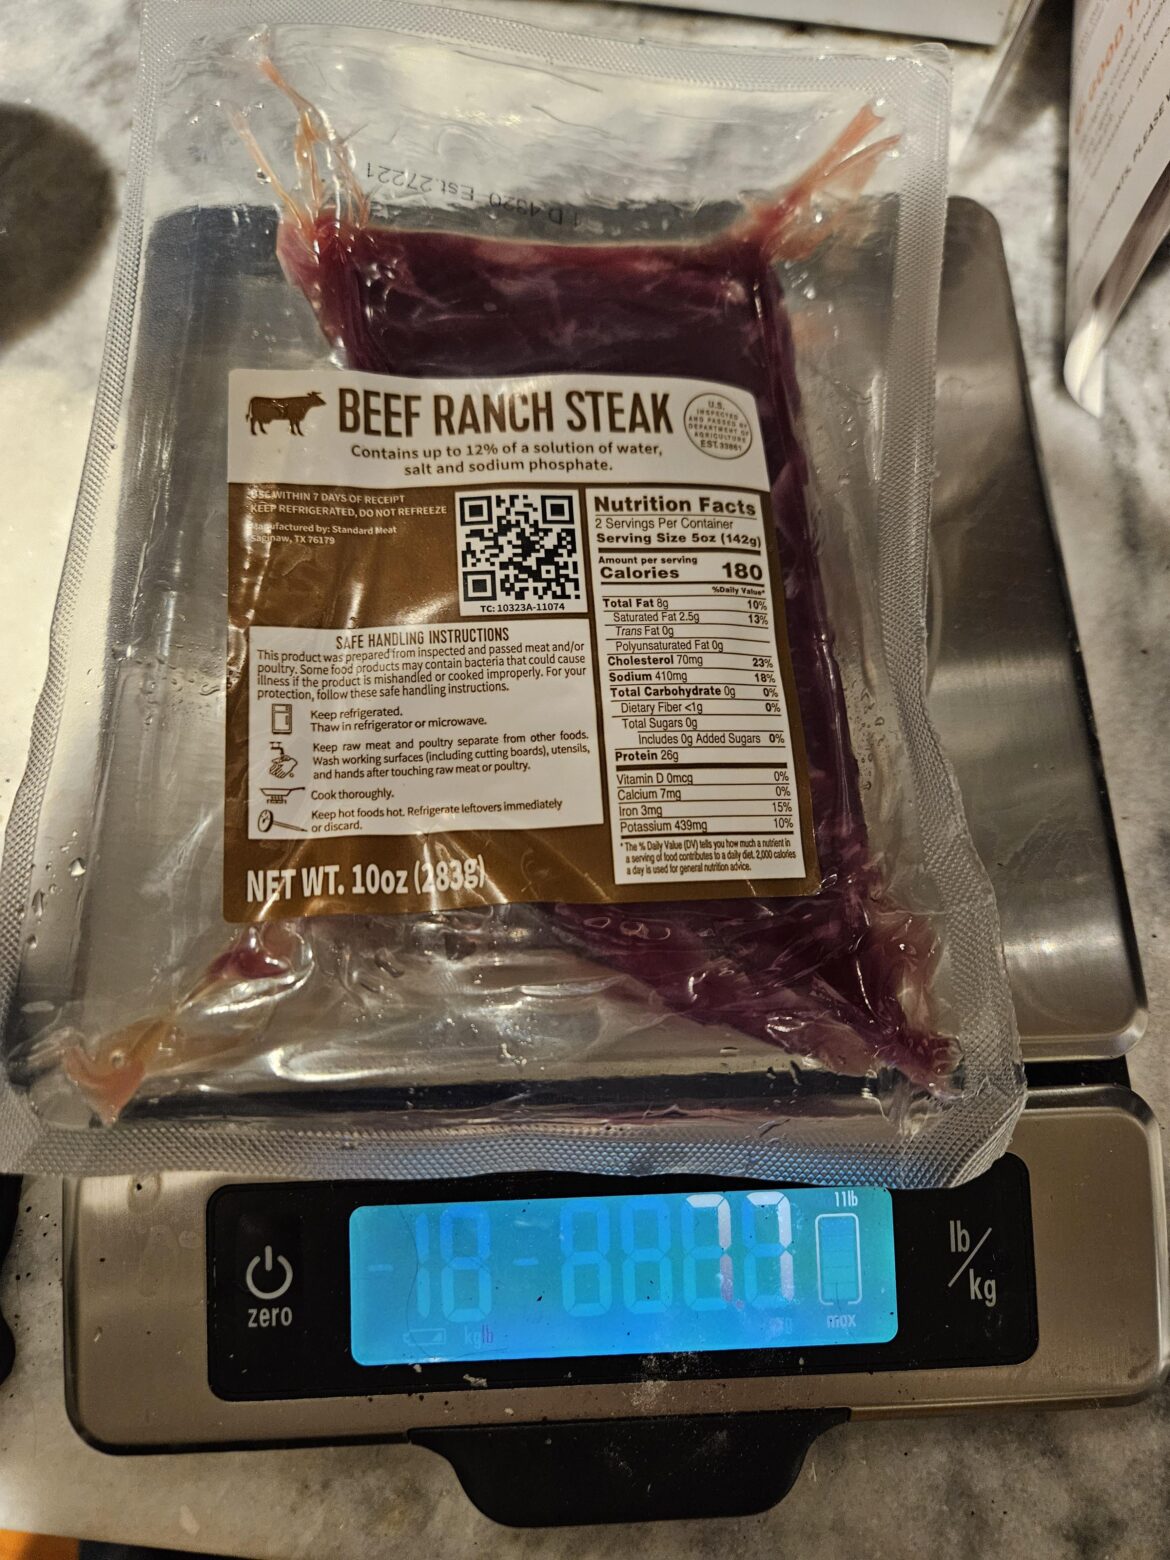 1 D 4320 Est.27221
BEEF RANCH STEAK
U.S.
INSPECTED
AND PASSED BY
DEPARTMENT OF
AGRICULTURE
EST.33861
Contains up to 12% of a solution of water,
salt and sodium phosphate.
USE WITHIN 7 DAYS OF RECEIPT
KEEP REFRIGERATED, DO NOT REFREEZE
Manufactured by: Standard Meat
Saginaw, TX 76179
TC: 10323A-11074
SAFE HANDLING INSTRUCTIONS
This product was prepared from inspected and passed meat and/or
poultry. Some food products may contain bacteria that could cause
illness if the product is mishandled or cooked improperly. For your
protection, follow these safe handling instructions.
Keep refrigerated.
Thaw in refrigerator or microwave.
Keep raw meat and poultry separate from other foods.
Wash working surfaces (including cutting boards), utensils,
and hands after touching raw meat or poultry.
Cook thoroughly.
Keep hot foods hot. Refrigerate leftovers immediately
or discard.
NET WT. 10oz (283g)
Nutrition Facts
2 Servings Per Container
Serving Size 5oz (142g)
Amount per serving
Calories 180
%Daily Value*
Total Fat 8g 10%
Saturated Fat 2.5g 13%
Trans Fat 0g
Polyunsaturated Fat 0g
Cholesterol 70mg 23%
Sodium 410mg 18%
Total Carbohydrate 0g 0%
Dietary Fiber <1g 0%
Total Sugars 0g
Includes 0g Added Sugars 0%
Protein 26g
Vitamin D 0mcg 0%
Calcium 7mg 0%
Iron 3mg 15%
Potassium 439mg 10%
* The % Daily Value (DV) tells you how much a nutrient in
a serving of food contributes to a daily diet. 2,000 calories
a day is used for general nutrition advice.
zero
77
11lb
max
lb/kg
PLEASE